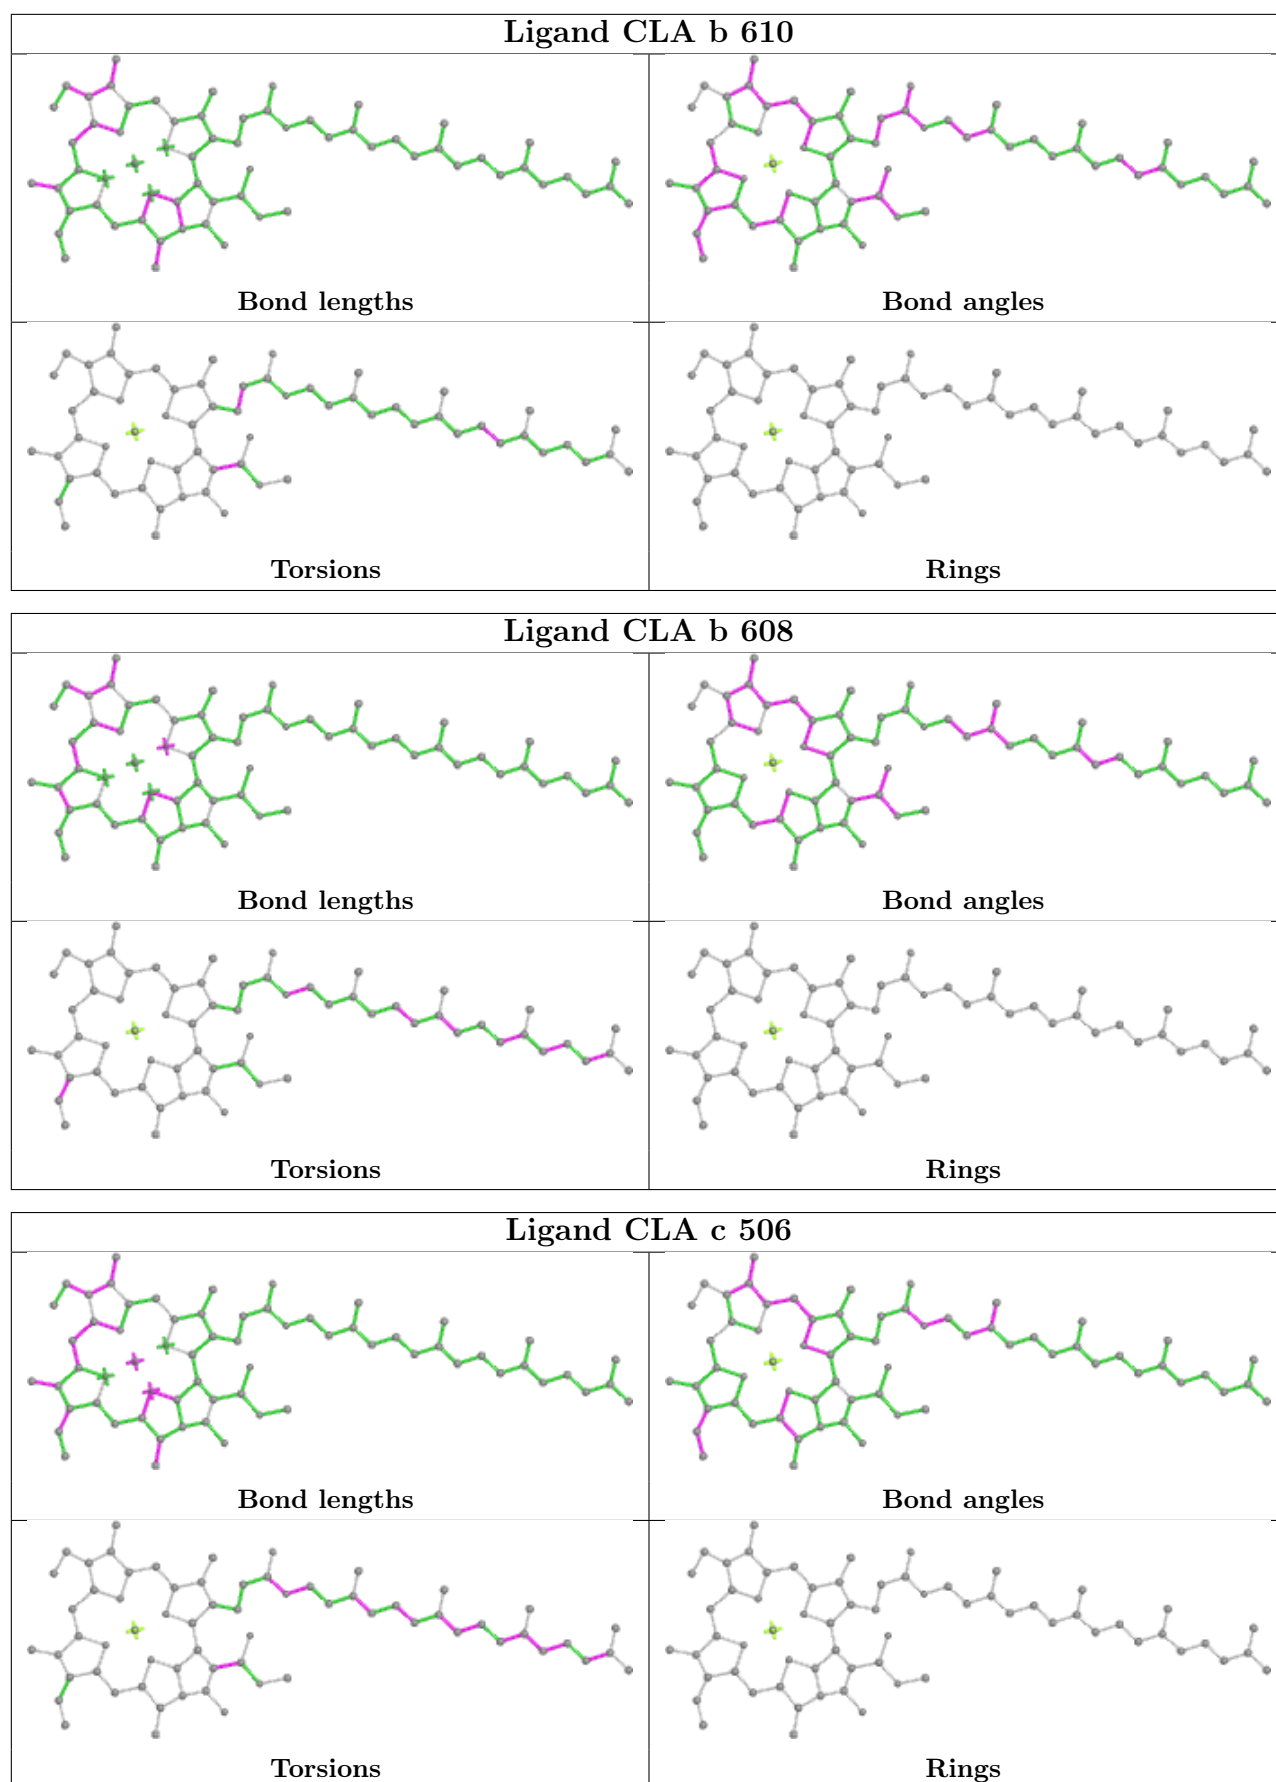 Ligand CLA b 610
Bond lengths
Bond angles
Torsions
Rings
Ligand CLA b 608
Bond lengths
Bond angles
Torsions
Rings
Ligand CLA c 506
Bond lengths
Bond angles
Torsions
Rings